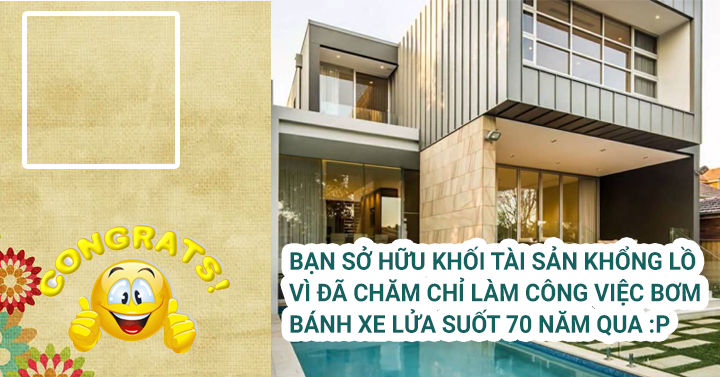 CONGRATS!
BẠN SỞ HỮU KHỐI TÀI SẢN KHỔNG LỒ
VÌ ĐÃ CHĂM CHỈ LÀM CÔNG VIỆC BƠM
BÁNH XE LỬA SUỐT 70 NĂM QUA :P